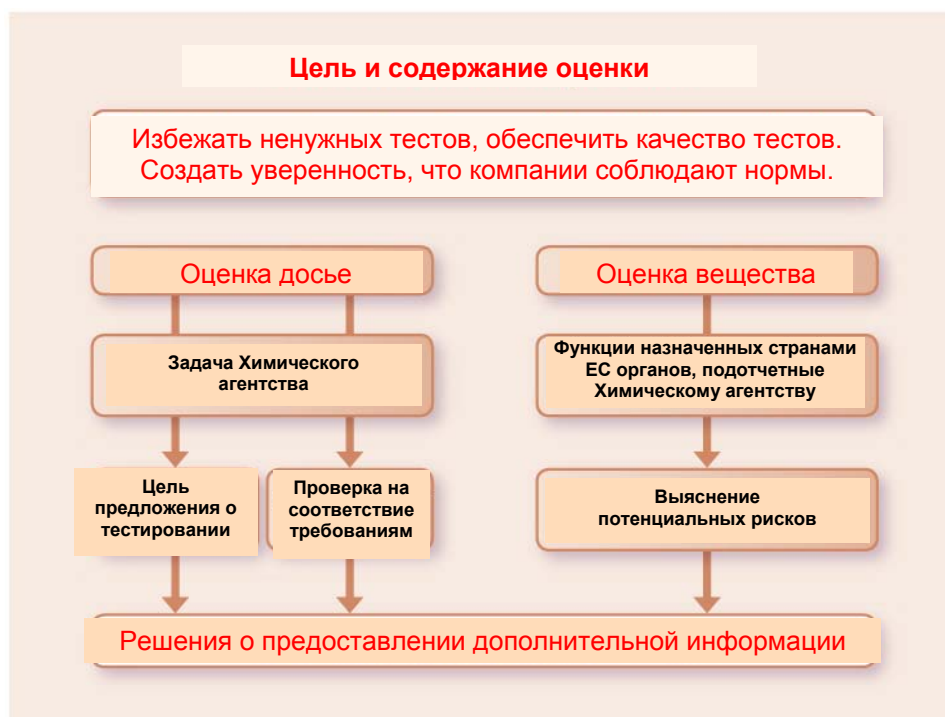 Цель и содержание оценки
Избежать ненужных тестов, обеспечить качество тестов.
Создать уверенность, что компании соблюдают нормы.
Оценка досье
Оценка вещества
Задача Химического
агентства
Функции назначенных странами
ЕС органов, подотчетные
Химическому агентству
Цель
предложения о
тестировании
Проверка на
соответствие
требованиям
Выяснение
потенциальных рисков
Решения о предоставлении дополнительной информации